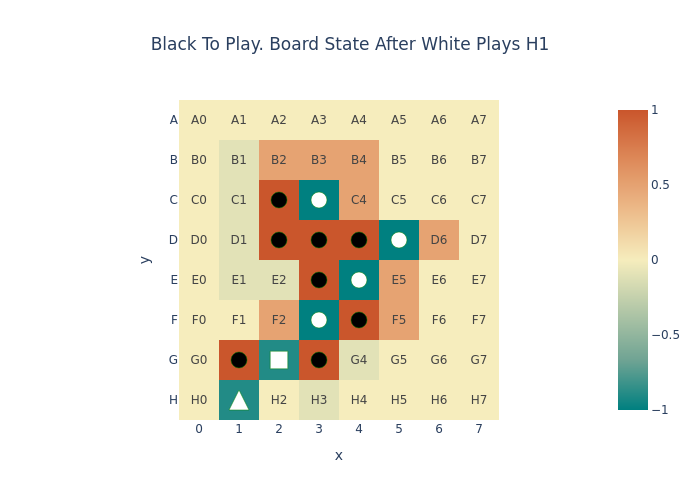 Black To Play. Board State After White Plays H1
A A0 A1 A2 A3 A4 A5 A6 A7 1
B B0 B1 B2 B3 B4 B5 B6 B7
C C0 C1 C4 C5 C6 C7 0.5
D D0 D1 D6 D7
y
E E0 E1 E2 E5 E6 E7 0
F F0 F1 F2 F5 F6 F7 −0.5
G G0 G4 G5 G6 G7
H H0 H2 H3 H4 H5 H6 H7 −1
0 1 2 3 4 5 6 7
x